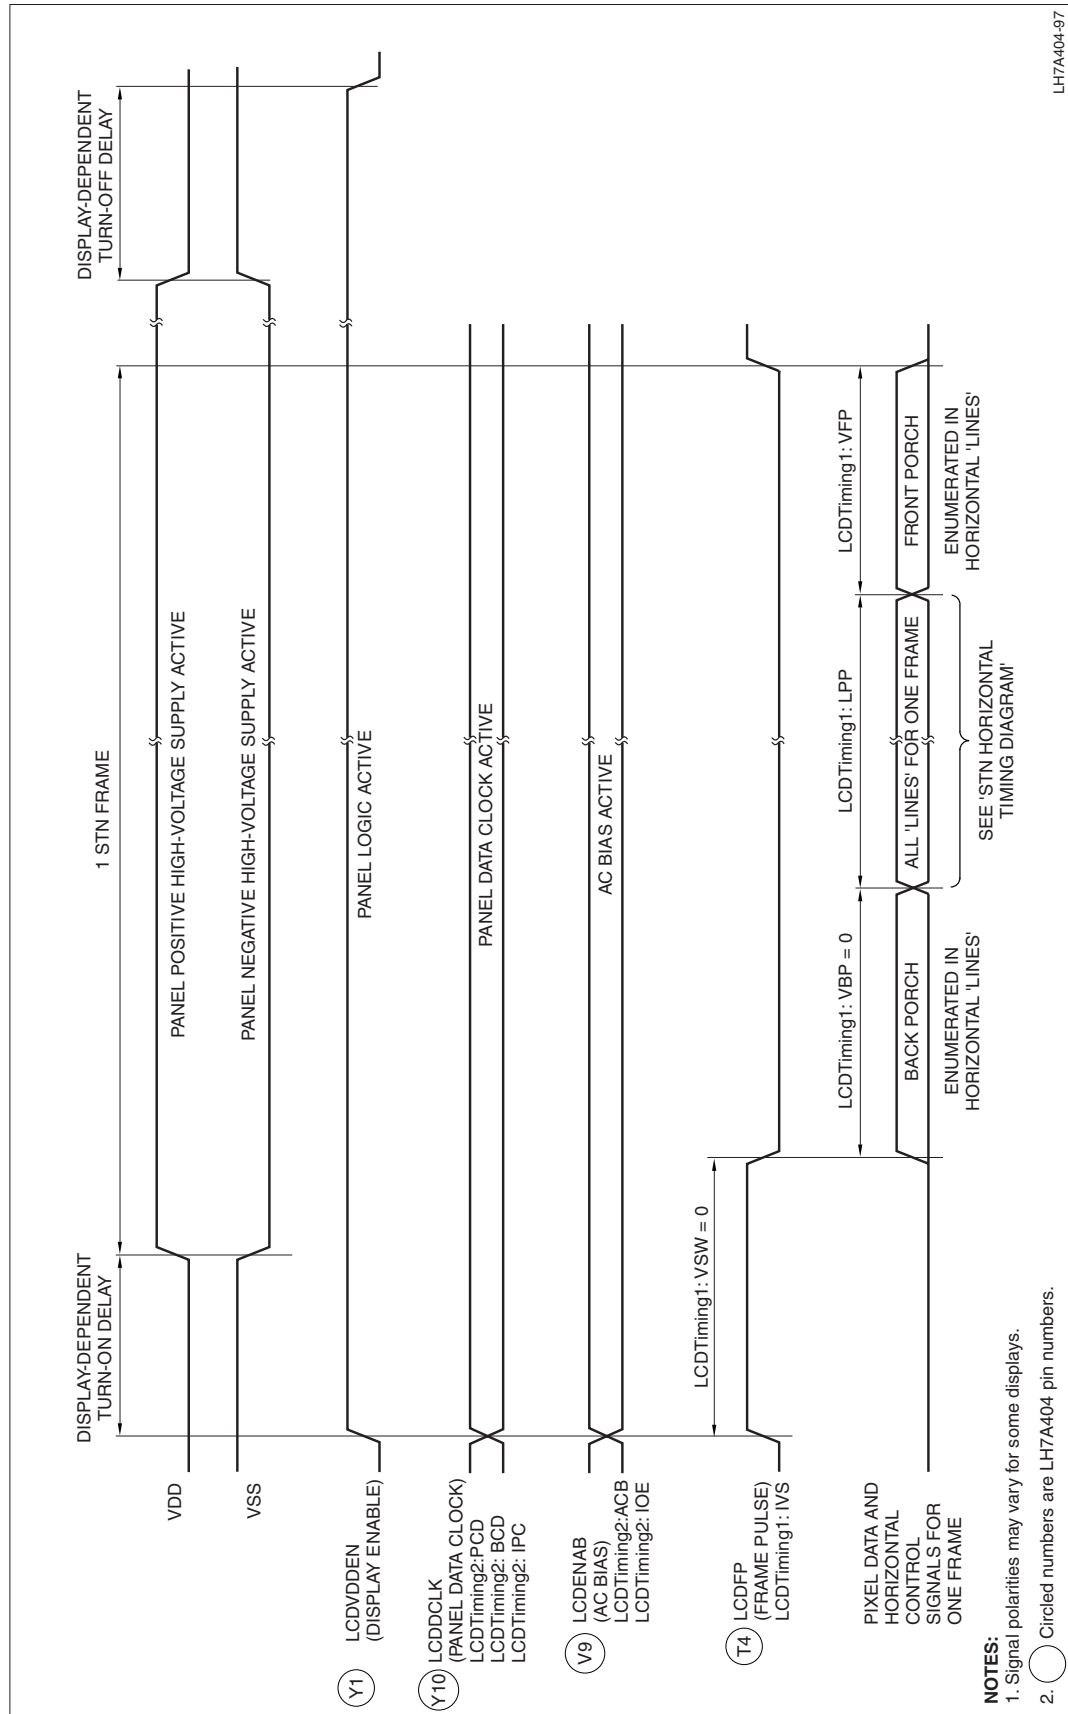 DISPLAY-DEPENDENT
TURN-ON DELAY
1 STN FRAME
DISPLAY-DEPENDENT
TURN-OFF DELAY
VDD
PANEL POSITIVE HIGH-VOLTAGE SUPPLY ACTIVE
VSS
PANEL NEGATIVE HIGH-VOLTAGE SUPPLY ACTIVE
Y1
LCDVDDEN
(DISPLAY ENABLE)
PANEL LOGIC ACTIVE
Y10
LCDDCLK
(PANEL DATA CLOCK)
LCDTiming2:PCD
LCDTiming2: BCD
LCDTiming2: IPC
PANEL DATA CLOCK ACTIVE
V9
LCDENAB
(AC BIAS)
LCDTiming2:ACB
LCDTiming2: IOE
AC BIAS ACTIVE
T4
LCDFP
(FRAME PULSE)
LCDTiming1: IVS
LCDTiming1: VSW = 0
LCDTiming1: VBP = 0
LCDTiming1: LPP
LCDTiming1: VFP
PIXEL DATA AND
HORIZONTAL
CONTROL
SIGNALS FOR
ONE FRAME
BACK PORCH
ALL 'LINES' FOR ONE FRAME
FRONT PORCH
ENUMERATED IN
HORIZONTAL 'LINES'
SEE 'STN HORIZONTAL
TIMING DIAGRAM'
ENUMERATED IN
HORIZONTAL 'LINES'
NOTES:
1. Signal polarities may vary for some displays.
2. Circled numbers are LH7A404 pin numbers.
LH7A404-97